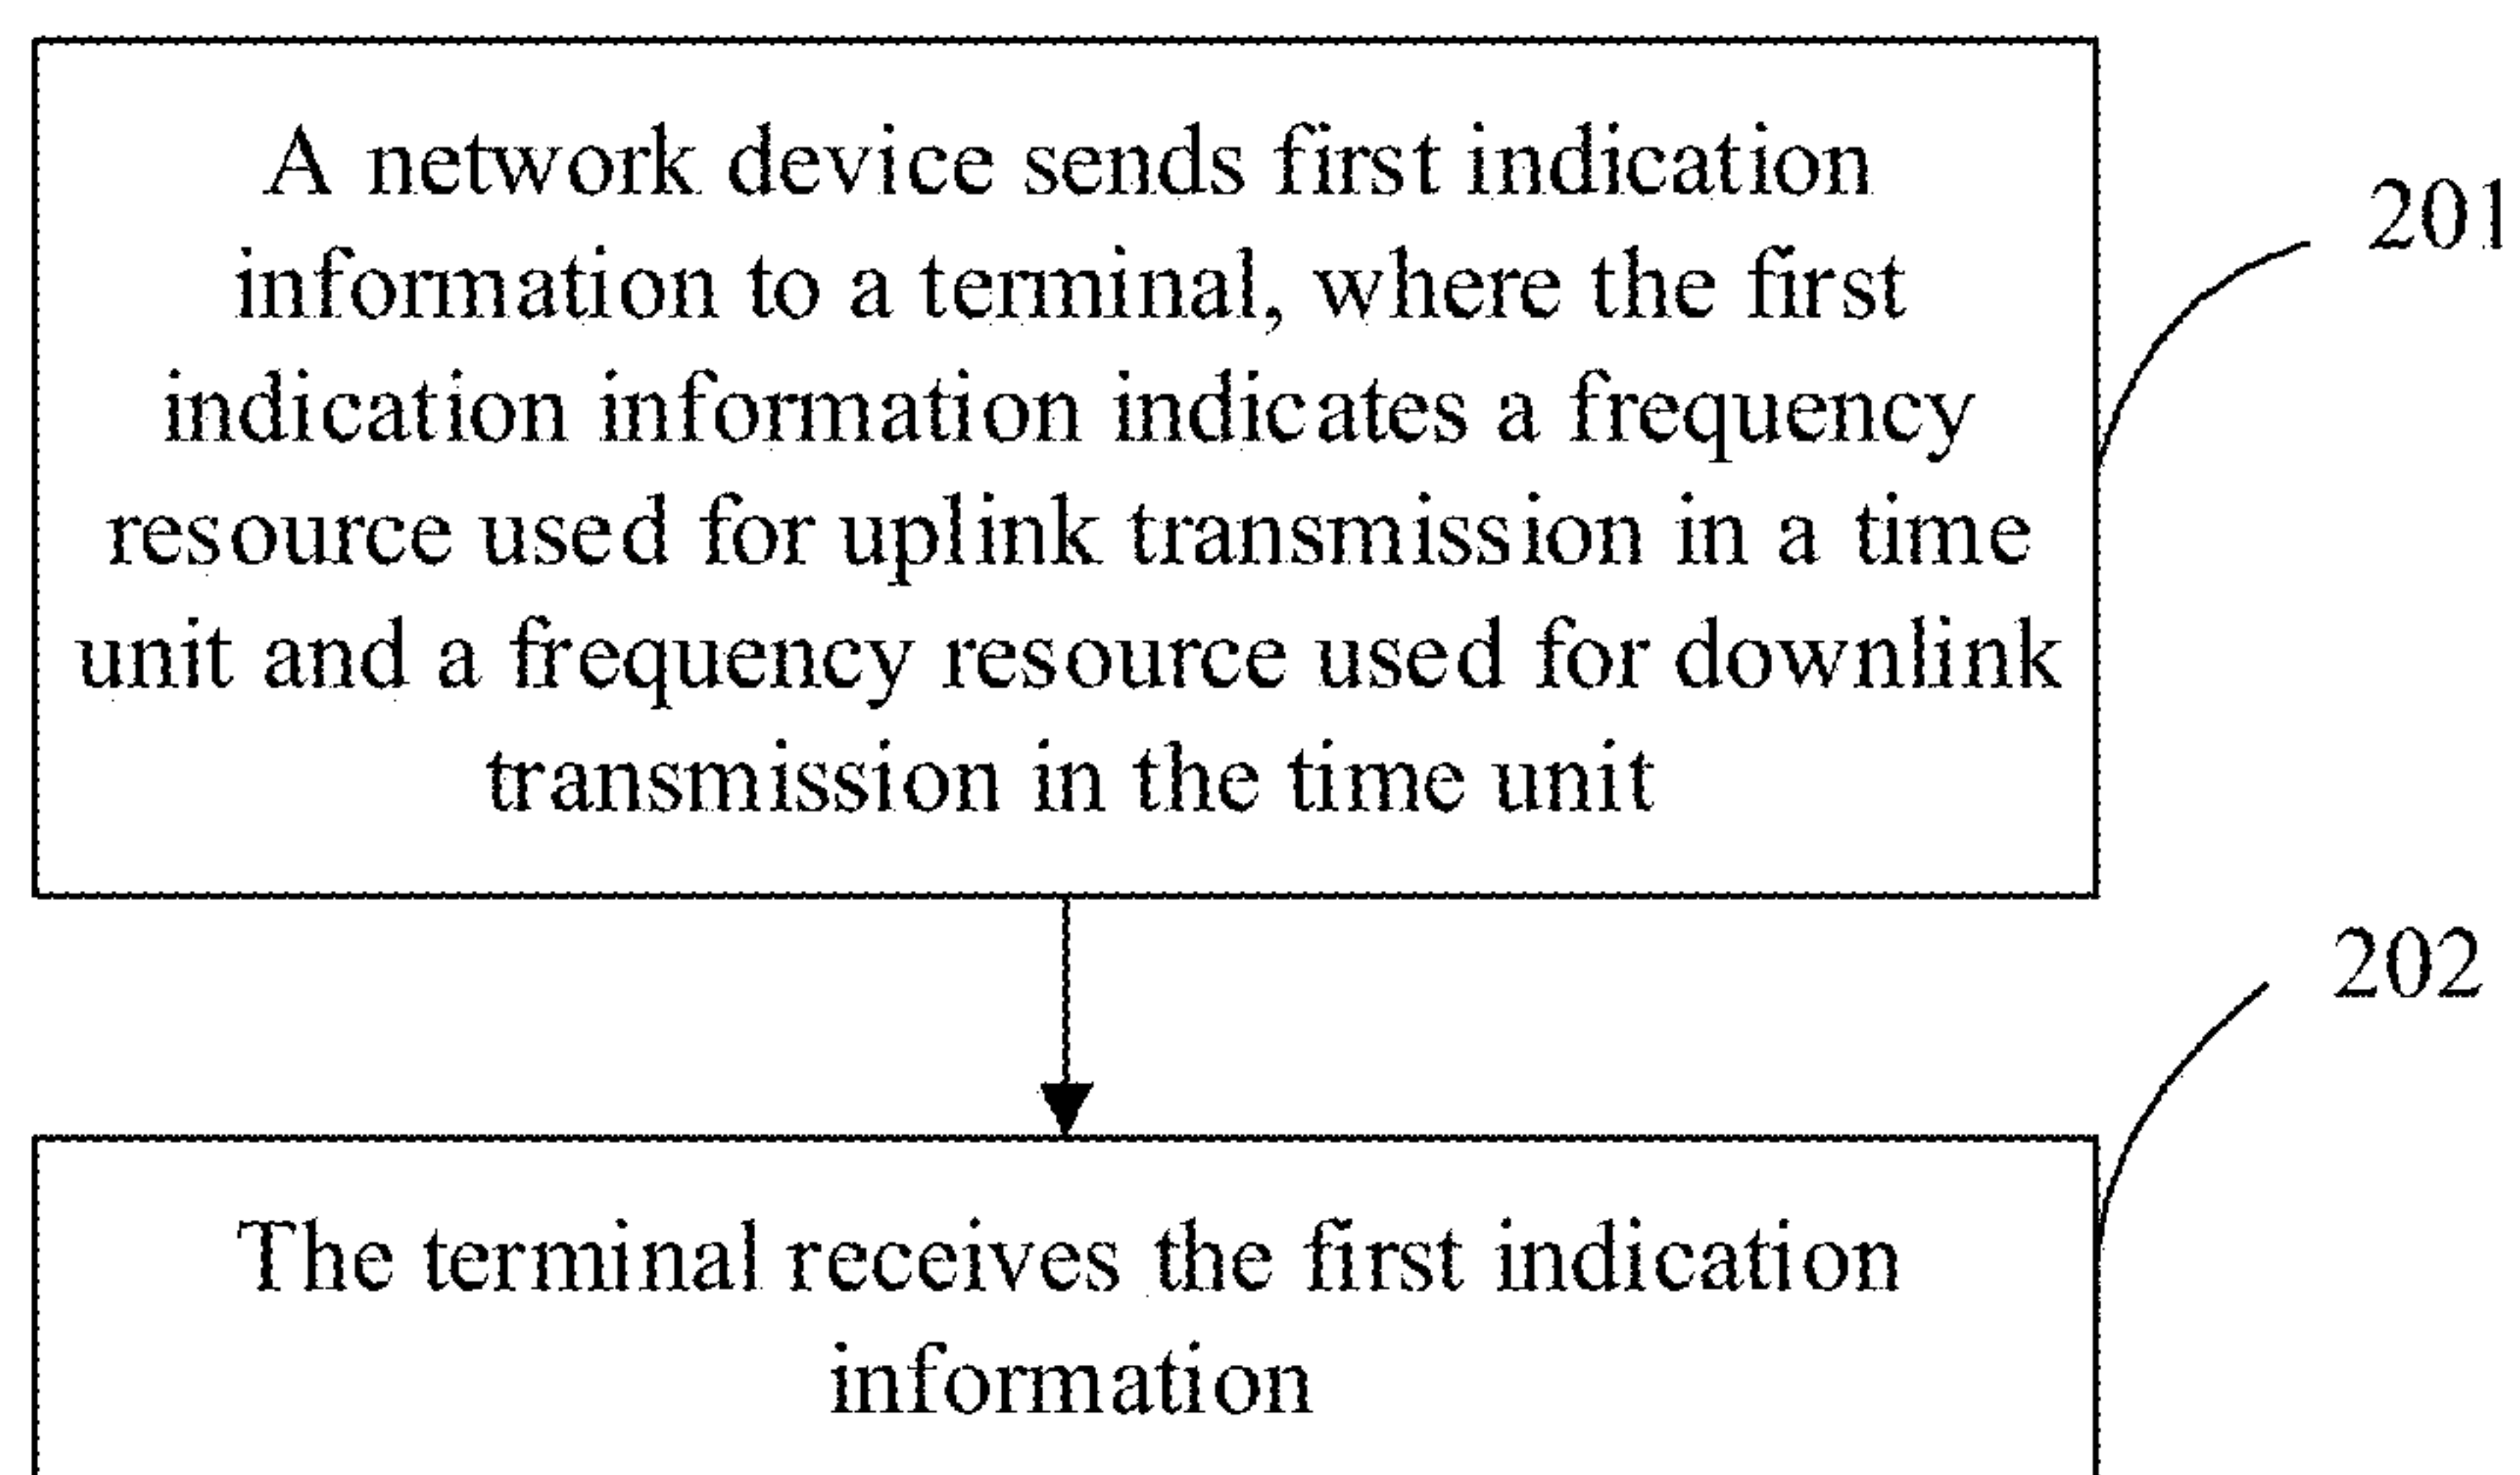 A network device sends first indication
information to a terminal, where the first
indication information indicates a frequency
resource used for uplink transmission in a time
unit and a frequency resource used for downlink
transmission in the time unit
201
202
The terminal receives the first indication
information